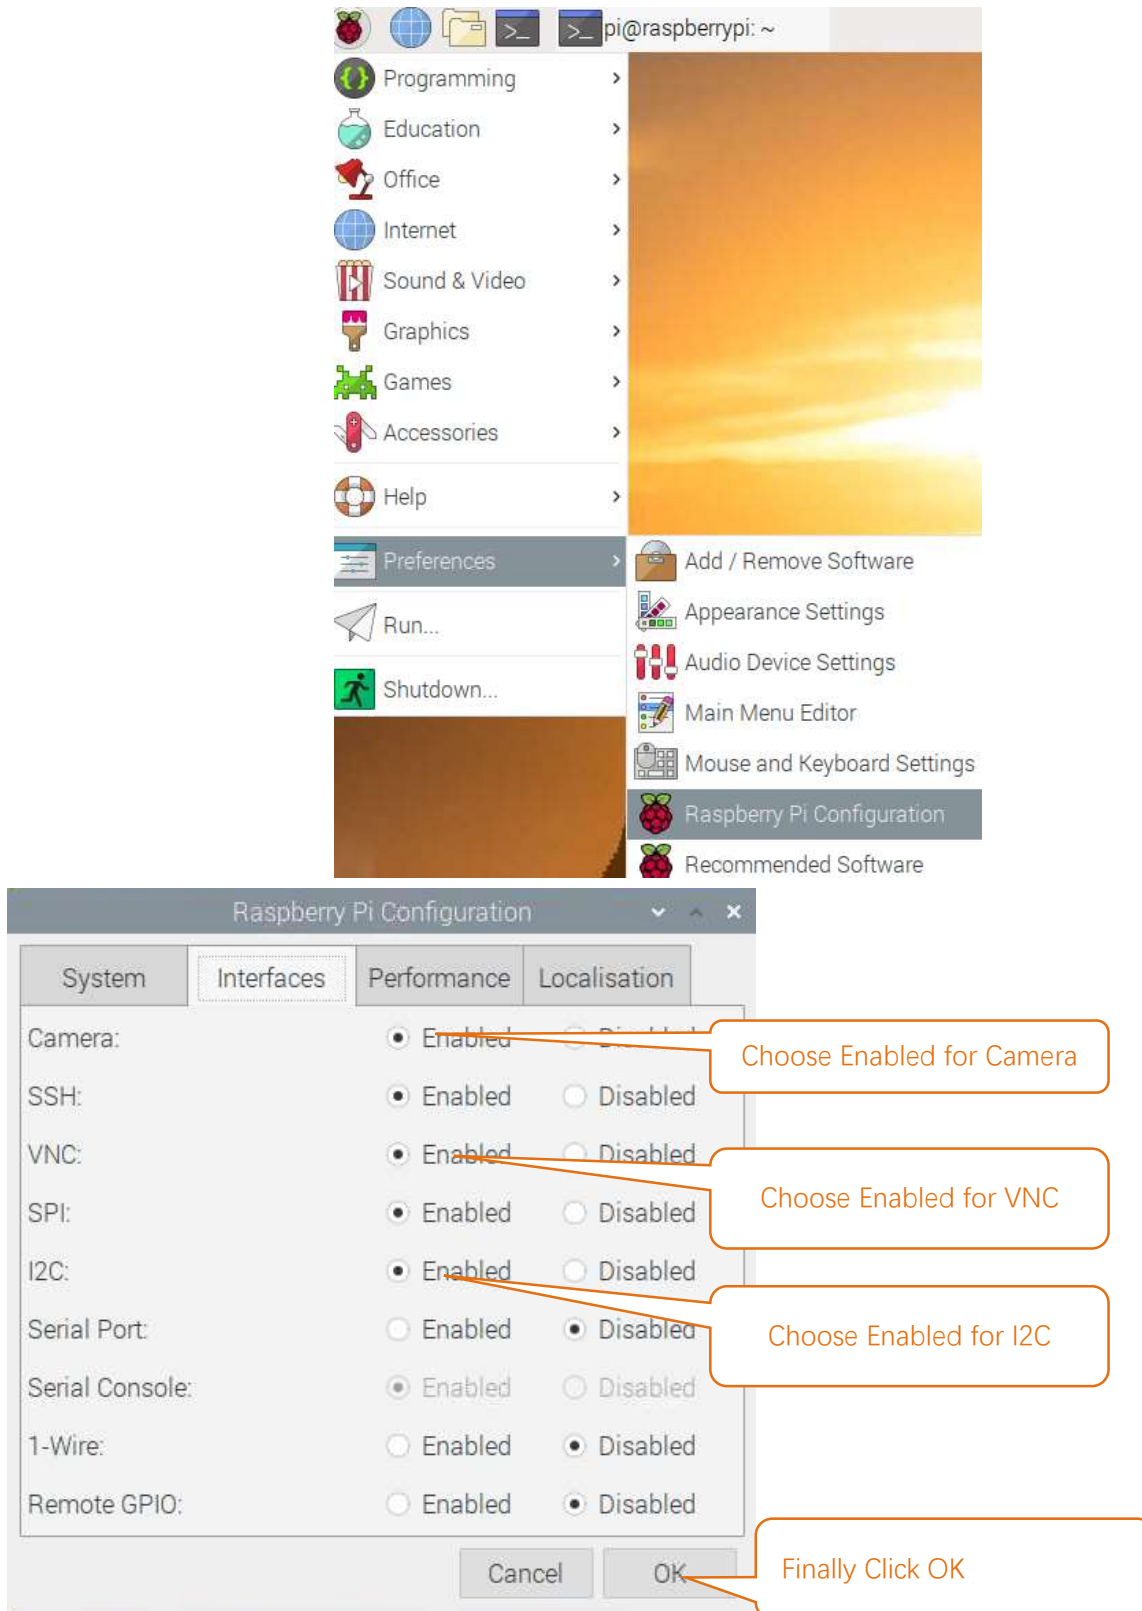 pi@raspberrypi: ~
Programming
Education
Office
Internet
Sound & Video
Graphics
Games
Accessories
Help
Preferences
Add / Remove Software
Run...
Appearance Settings
Audio Device Settings
Shutdown...
Main Menu Editor
Mouse and Keyboard Settings
Raspberry Pi Configuration
Recommended Software
Raspberry Pi Configuration
System Interfaces Performance Localisation
Camera: Enabled Disabled
Choose Enabled for Camera
SSH: Enabled Disabled
VNC: Enabled Disabled
Choose Enabled for VNC
SPI: Enabled Disabled
I2C: Enabled Disabled
Serial Port: Enabled Disabled
Choose Enabled for I2C
Serial Console: Enabled Disabled
1-Wire: Enabled Disabled
Remote GPIO: Enabled Disabled
Cancel OK
Finally Click OK